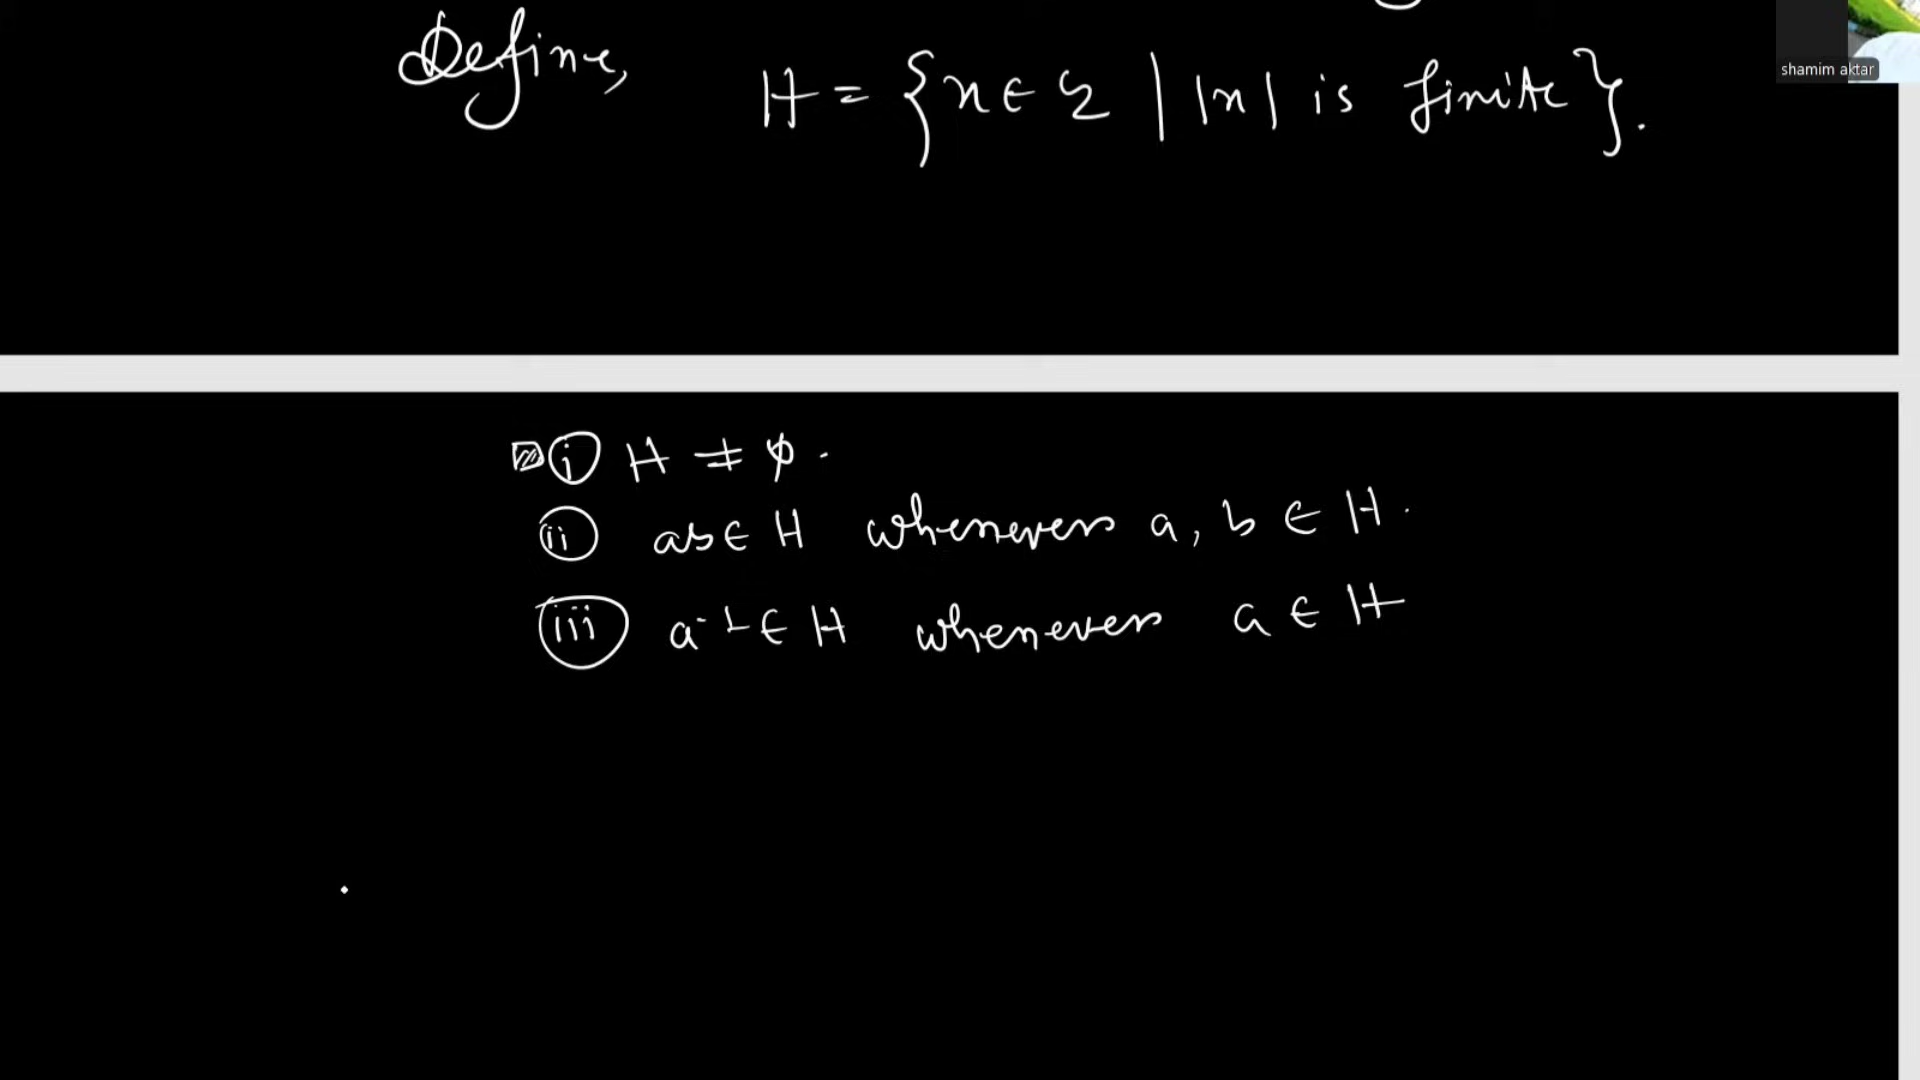 shamim aktar
Define, H = {x ∈ G | |x| is finite}.
(i) H ≠ φ.
(ii) ab ∈ H whenever a, b ∈ H.
(iii) a⁻¹ ∈ H whenever a ∈ H